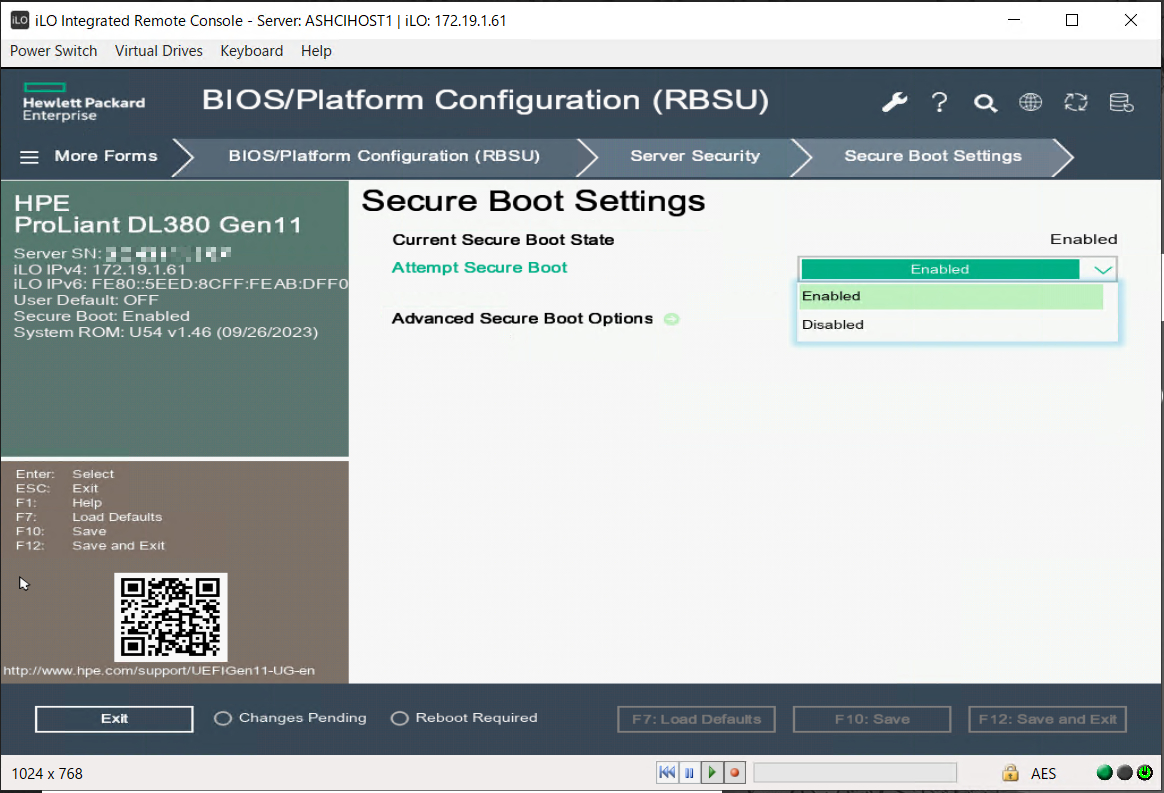 iLO iLO Integrated Remote Console - Server: ASHCIHOST1 | iLO: 172.19.1.61
Power Switch Virtual Drives Keyboard Help
Hewlett Packard
Enterprise
BIOS/Platform Configuration (RBSU)
More Forms BIOS/Platform Configuration (RBSU) Server Security Secure Boot Settings
HPE
ProLiant DL380 Gen11
Server SN:
iLO IPv4: 172.19.1.61
iLO IPv6: FE80::5EED:8CFF:FEAB:DFF0
User Default: OFF
Secure Boot: Enabled
System ROM: U54 v1.46 (09/26/2023)
Enter: Select
ESC: Exit
F1: Help
F7: Load Defaults
F10: Save
F12: Save and Exit
http://www.hpe.com/support/UEFIGen11-UG-en
Secure Boot Settings
Current Secure Boot State Enabled
Attempt Secure Boot Enabled
Enabled
Disabled
Advanced Secure Boot Options
Exit Changes Pending Reboot Required F7: Load Defaults F10: Save F12: Save and Exit
1024 x 768 AES